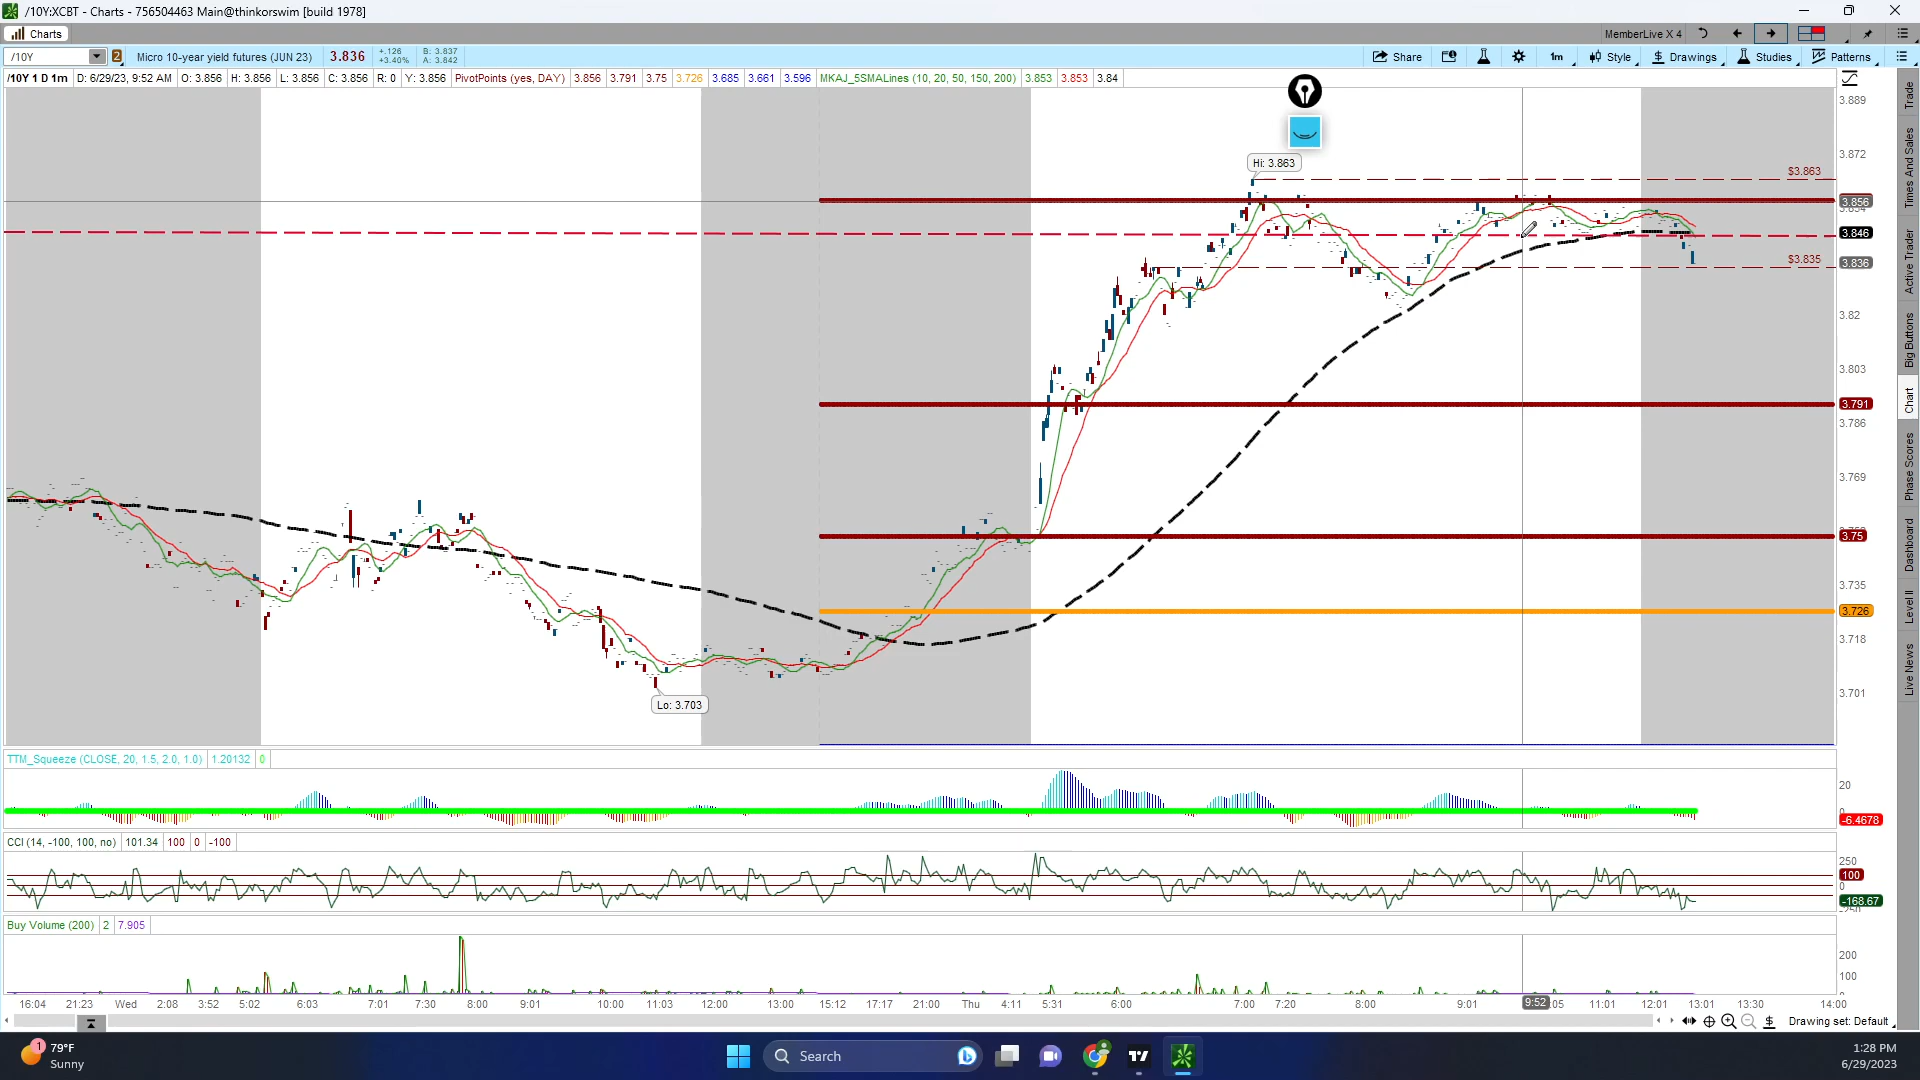 /10Y:XCBT - Charts - 756504463 Main@thinkorswim [build 1978]
Charts
MemberLive X 4
/10Y
2
Micro 10-year yield futures (JUN 23)
3.836
+.126
+3.40%
B: 3.837
A: 3.842
Share
1m
Style
Drawings
Studies
Patterns
/10Y 1 D 1m D: 6/29/23, 9:52 AM O: 3.856 H: 3.856 L: 3.856 C: 3.856 R: 0 Y: 3.856 PivotPoints (yes, DAY) 3.856 3.791 3.75 3.726 3.685 3.661 3.596 MKAJ_5SMALines (10, 20, 50, 150, 200) 3.853 3.853 3.84
3.889
3.872
Hi: 3.863
$3.863
3.856
3.846
$3.835
3.836
3.82
3.803
3.791
3.786
3.769
3.75
3.735
3.726
3.718
3.701
Lo: 3.703
TTM_Squeeze (CLOSE, 20, 1.5, 2.0, 1.0) 1.20132 0
20
-6.4678
CCI (14, -100, 100, no) 101.34 100 0 -100
250
100
0
-168.67
Buy Volume (200) 2 7.905
200
100
16:04 21:23 Wed 2:08 3:52 5:02 6:03 7:01 7:30 8:00 9:01 10:00 11:03 12:00 13:00 15:12 17:17 21:00 Thu 4:11 5:31 6:00 7:00 7:20 8:00 9:01 9:52 :05 11:01 12:01 13:01 13:30 14:00
Drawing set: Default
Trade
Times And Sales
Active Trader
Big Buttons
Chart
Phase Scores
Dashboard
Level II
Live News
1
79°F
Sunny
Search
1:28 PM
6/29/2023